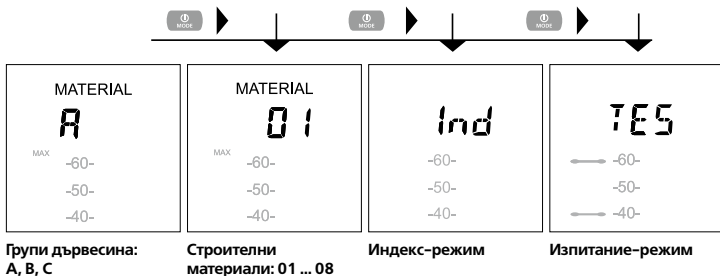 MODE MODE MODE
MATERIAL
A
MAX
-60-
-50-
-40-
MATERIAL
01
MAX
-60-
-50-
-40-
Ind
-60-
-50-
-40-
TES
-60-
-50-
-40-
Групи дървесина:
A, B, C
Строителни
материали: 01 ... 08
Индекс-режим
Изпитание-режим